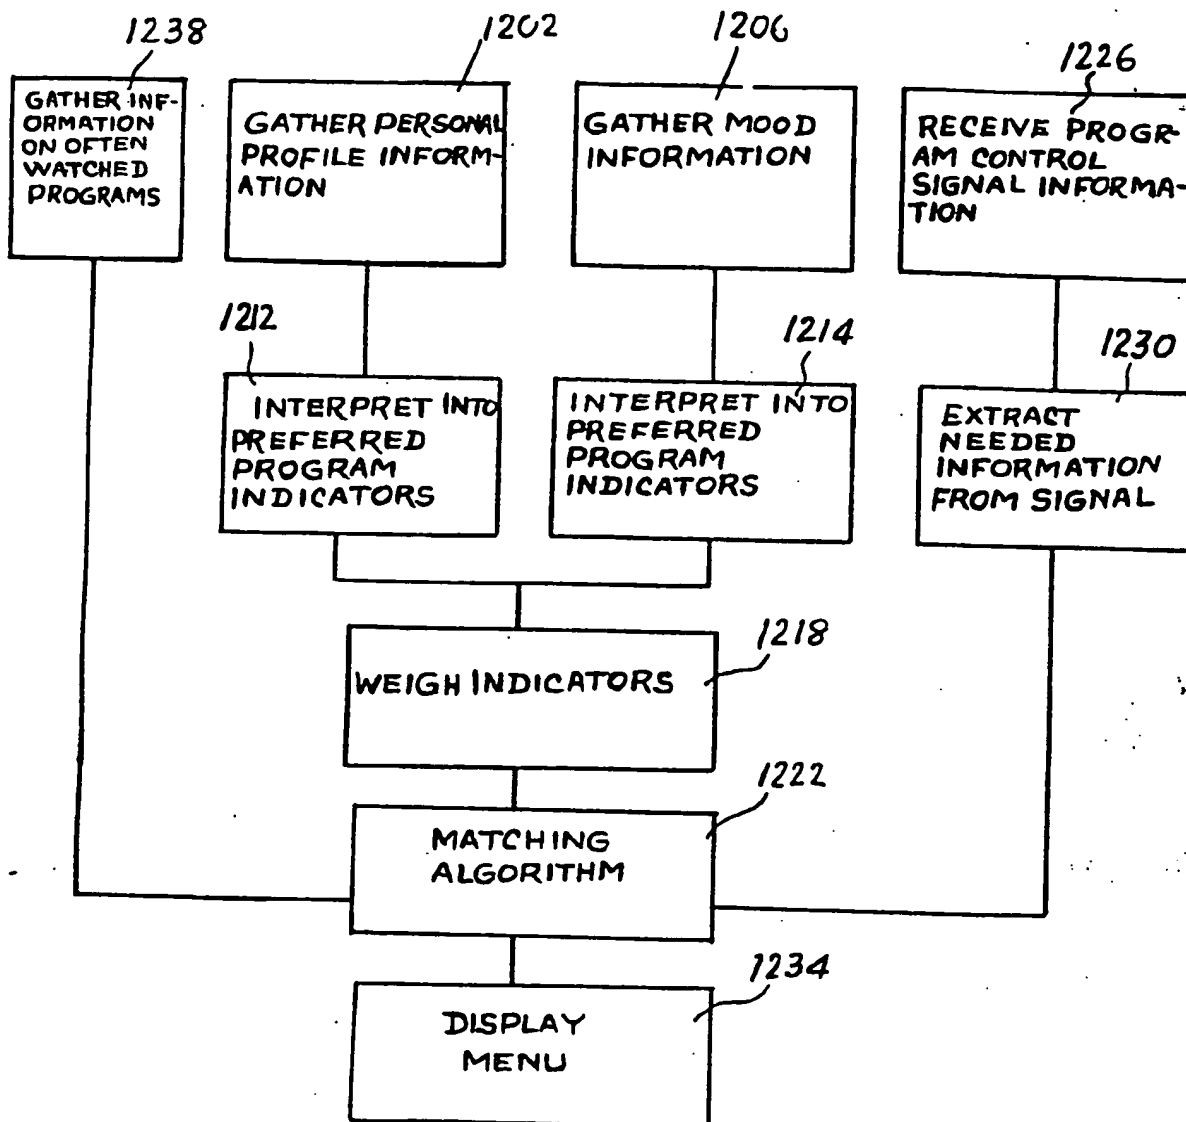 1238
1202
1206
1226
GATHER INF-
ORMATION
ON OFTEN
WATCHED
PROGRAMS
GATHER PERSONAL
PROFILE INFORM-
ATION
GATHER MOOD
INFORMATION
RECEIVE PROGR-
AM CONTROL
SIGNAL INFORMA-
TION
1212
1214
1230
INTERPRET INTO
PREFERRED
PROGRAM
INDICATORS
INTERPRET INTO
PREFERRED
PROGRAM
INDICATORS
EXTRACT
NEEDED
INFORMATION
FROM SIGNAL
1218
WEIGH INDICATORS
1222
MATCHING
ALGORITHM
1234
DISPLAY
MENU